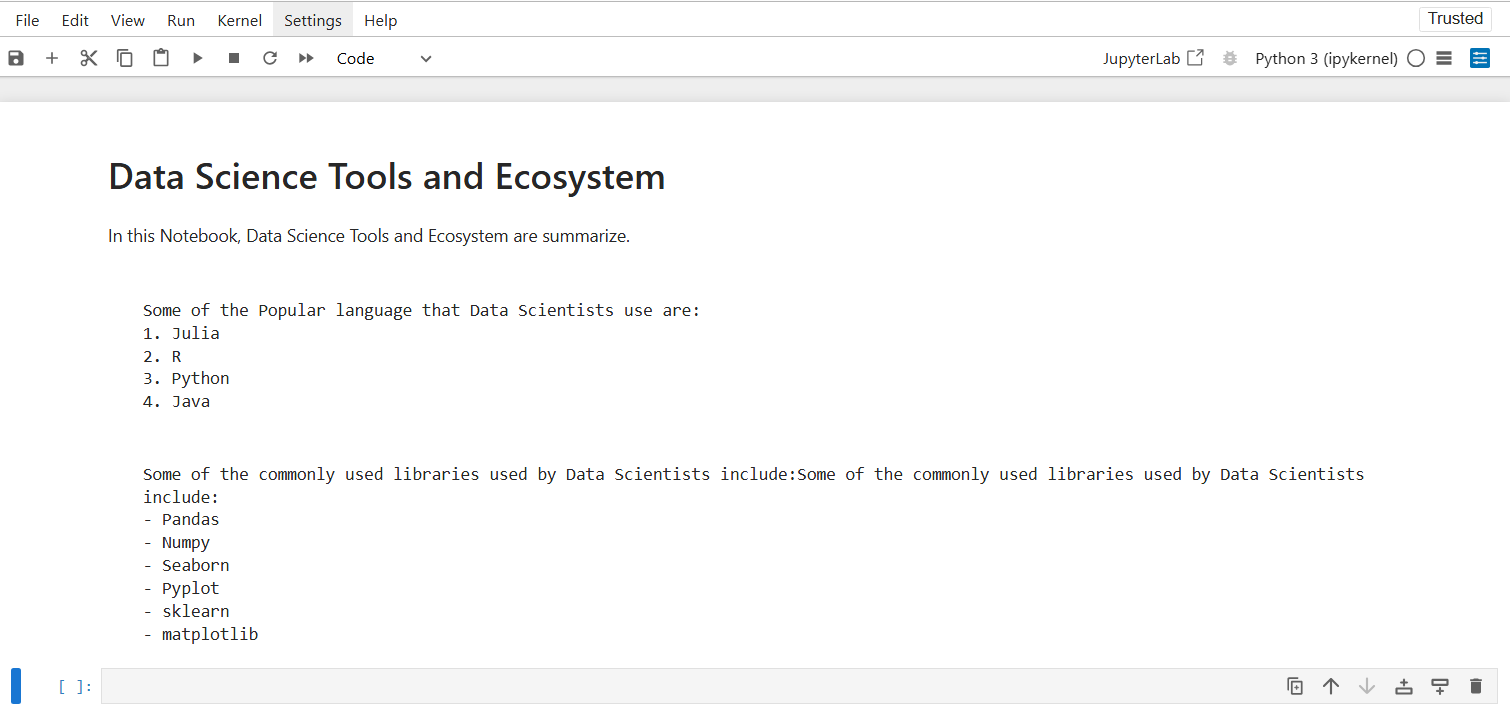 File Edit View Run Kernel Settings Help Trusted
Code JupyterLab Python 3 (ipykernel)
Data Science Tools and Ecosystem
In this Notebook, Data Science Tools and Ecosystem are summarize.
Some of the Popular language that Data Scientists use are:
1. Julia
2. R
3. Python
4. Java
Some of the commonly used libraries used by Data Scientists include:Some of the commonly used libraries used by Data Scientists
include:
- Pandas
- Numpy
- Seaborn
- Pyplot
- sklearn
- matplotlib
[ ]: